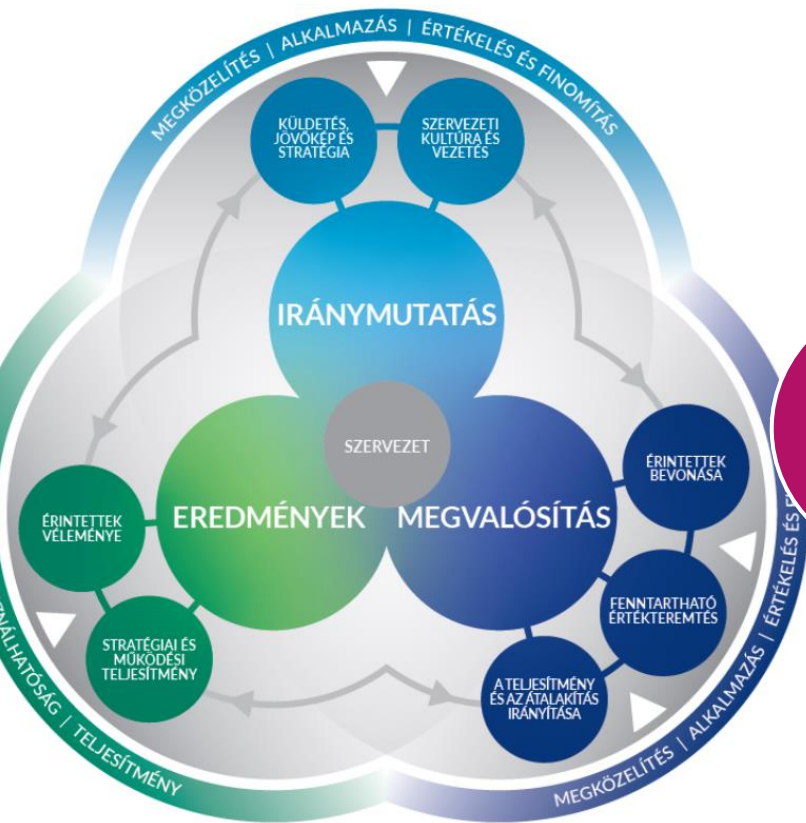 MEGKÖZELÍTÉS | ALKALMAZÁS | ÉRTÉKELÉS ÉS FINOMÍTÁS
KÜLDETÉS,
JÖVŐKÉP ÉS
STRATÉGIA
SZERVEZETI
KULTÚRA ÉS
VEZETÉS
IRÁNYMUTATÁS
SZERVEZET
EREDMÉNYEK
MEGVALÓSÍTÁS
ÉRINTETTEK
BEVONÁSA
FENNTARTHATÓ
ÉRTÉKTEREMTÉS
A TELJESÍTMÉNY
ÉS AZ ÁTALAKÍTÁS
IRÁNYÍTÁSA
ÉRINTETTEK
VÉLEMÉNYE
STRATÉGIAI ÉS
MŰKÖDÉSI
TELJESÍTMÉNY
| TELJESÍTMÉNY
MEGKÖZELÍTÉS | ALKALMAZÁS | ÉRTÉKELÉS ÉS